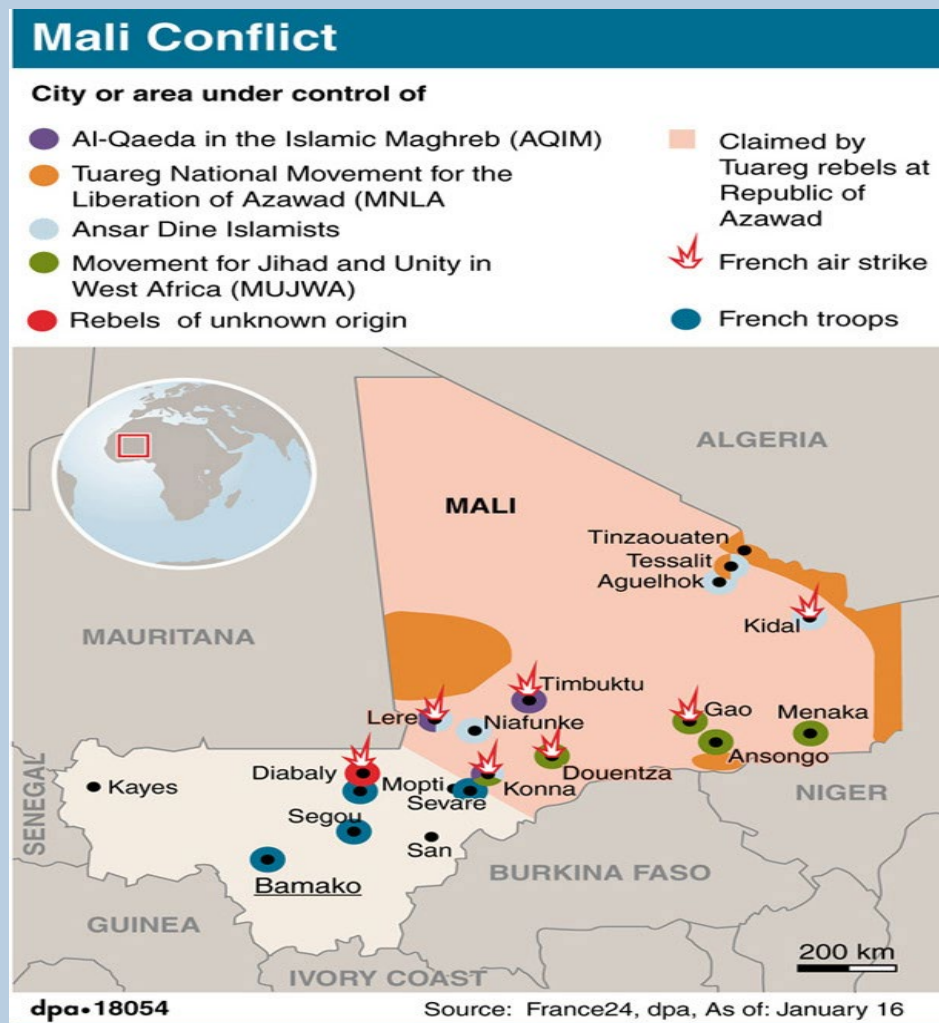 Mali Conflict
City or area under control of
Al-Qaeda in the Islamic Maghreb (AQIM)
Tuareg National Movement for the
Liberation of Azawad (MNLA
Ansar Dine Islamists
Movement for Jihad and Unity in
West Africa (MUJWA)
Rebels of unknown origin
Claimed by
Tuareg rebels at
Republic of
Azawad
French air strike
French troops
ALGERIA
MALI
Tinzaouaten
Tessalit
Aguelhok
Kidal
MAURITANA
Timbuktu
Lere
Niafunke
Gao
Menaka
Ansongo
Diabaly
Mopti
Sevare
Konna
Douentza
Kayes
SENEGAL
NIGER
Segou
San
BURKINA FASO
Bamako
GUINEA
200 km
IVORY COAST
dpa•18054
Source: France24, dpa, As of: January 16